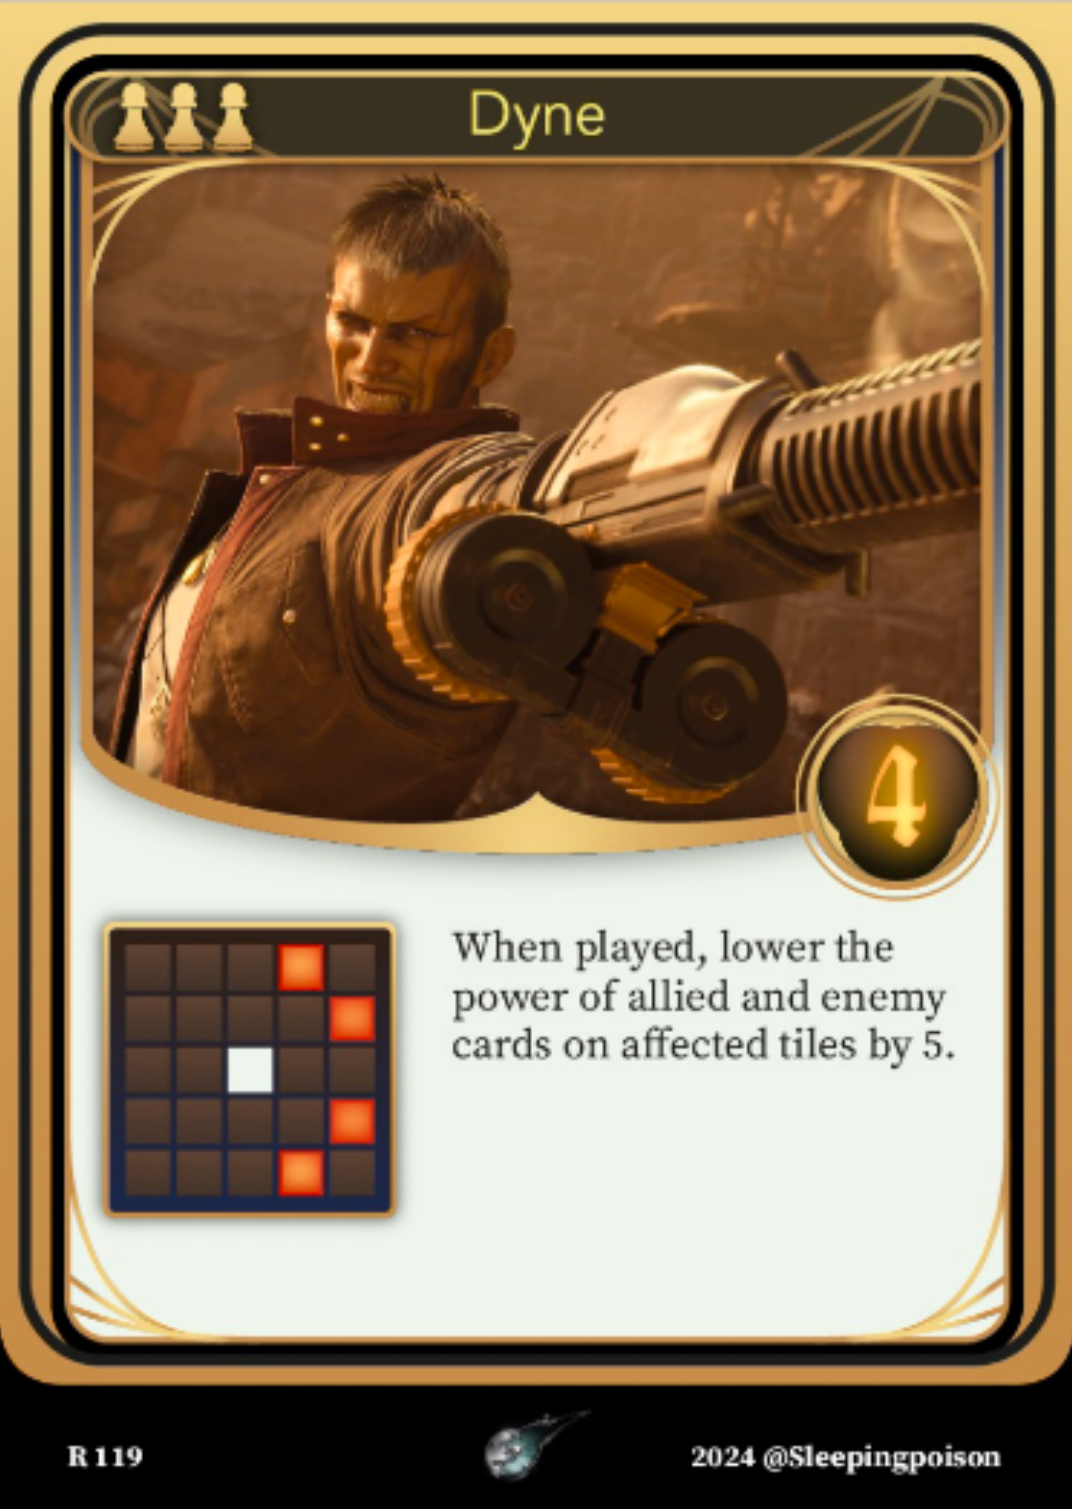 Dyne
4
When played, lower the
power of allied and enemy
cards on affected tiles by 5.
R 119
2024 @Sleepingpoison